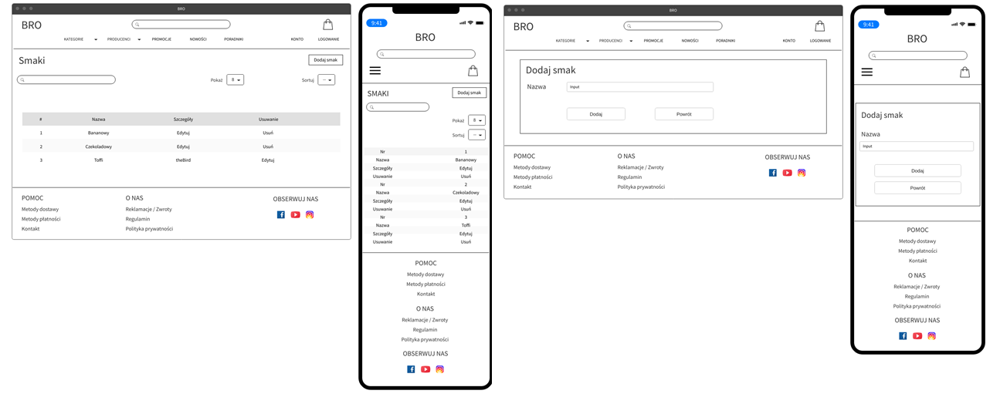 BRO
BRO
KATEGORIE PRODUCENCI PROMOCJE NOWOŚCI PORADNIKI KONTO LOGOWANIE
Smaki Dodaj smak
Pokaż 8 Sortuj --
# Nazwa Szczegóły Usuwanie
1 Bananowy Edytuj Usuń
2 Czekoladowy Edytuj Usuń
3 Toffi theBird Edytuj
POMOC O NAS OBSERWUJ NAS
Metody dostawy Reklamacje / Zwroty
Metody płatności Regulamin
Kontakt Polityka prywatności
9:41
BRO
SMAKI Dodaj smak
Pokaż 8
Sortuj --
Nr 1
Nazwa Bananowy
Szczegóły Edytuj
Usuwanie Usuń
Nr 2
Nazwa Czekoladowy
Szczegóły Edytuj
Usuwanie Usuń
Nr 3
Nazwa Toffi
Szczegóły Edytuj
Usuwanie Usuń
POMOC
Metody dostawy
Metody płatności
Kontakt
O NAS
Reklamacje / Zwroty
Regulamin
Polityka prywatności
OBSERWUJ NAS
BRO
BRO
KATEGORIE PRODUCENCI PROMOCJE NOWOŚCI PORADNIKI KONTO LOGOWANIE
Dodaj smak
Nazwa Input
Dodaj Powrót
POMOC O NAS OBSERWUJ NAS
Metody dostawy Reklamacje / Zwroty
Metody płatności Regulamin
Kontakt Polityka prywatności
9:41
BRO
Dodaj smak
Nazwa
Input
Dodaj
Powrót
POMOC
Metody dostawy
Metody płatności
Kontakt
O NAS
Reklamacje / Zwroty
Regulamin
Polityka prywatności
OBSERWUJ NAS